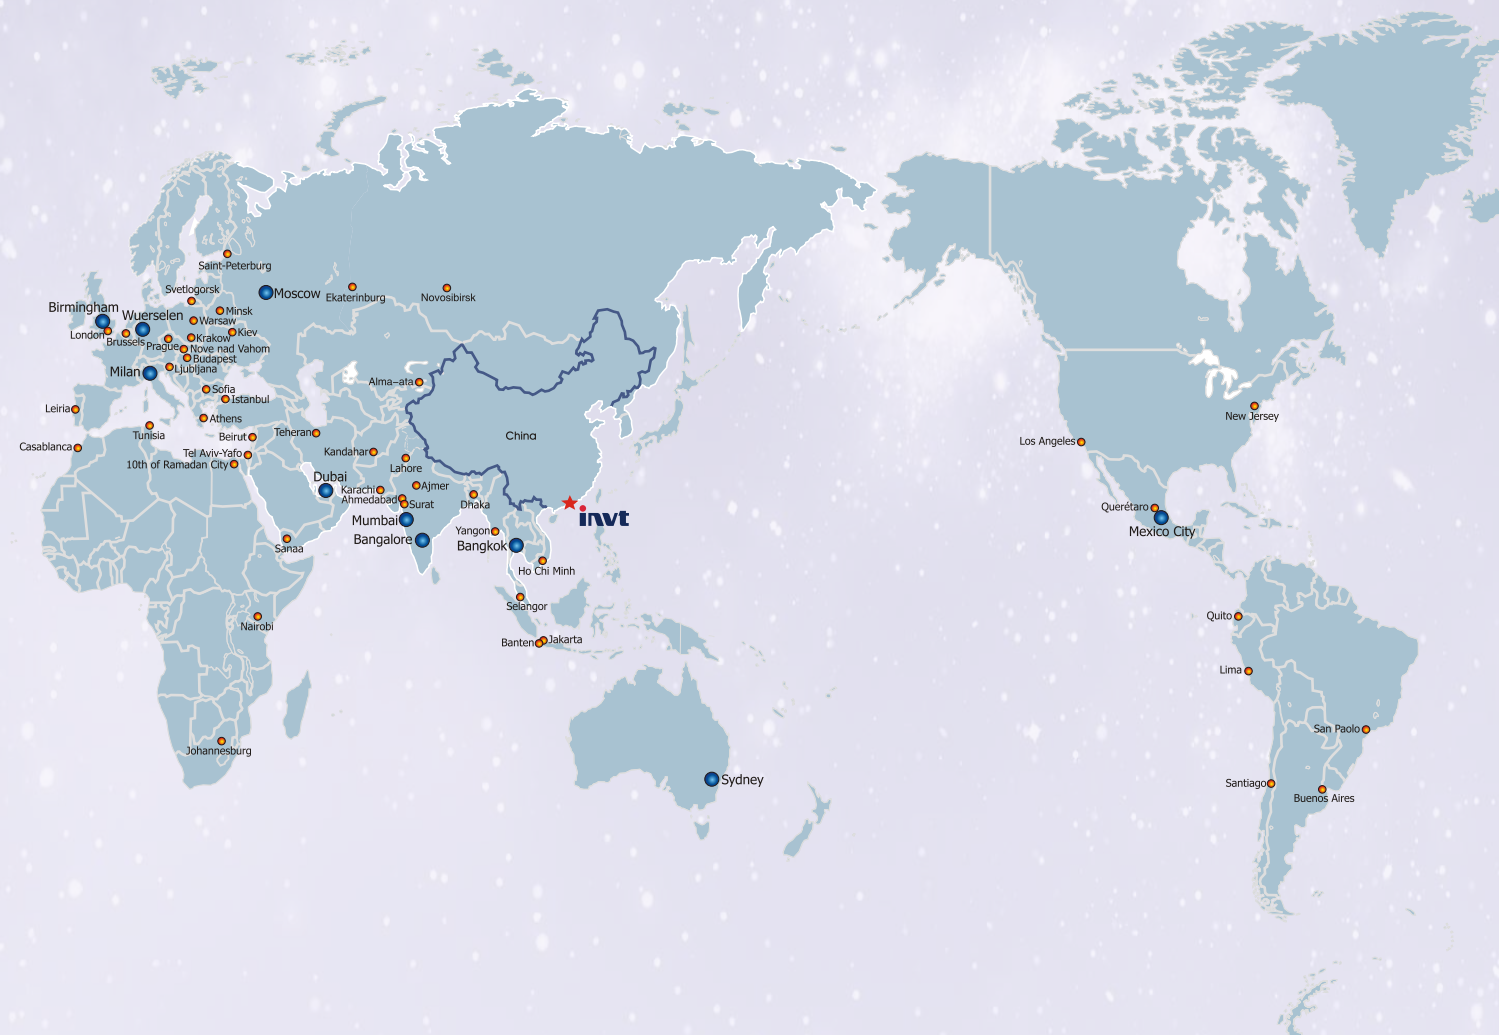 Saint-Peterburg
Svetlogorsk
Moscow
Ekaterinburg
Novosibirsk
Birmingham
Wuerselen
Minsk
Warsaw
London
Brussels
Prague
Krakow
Kiev
Nove nad Vahom
Budapest
Ljubljana
Milan
Alma-ata
Sofia
Istanbul
Leiria
Athens
Tunisia
Beirut
Teheran
China
Casablanca
Tel Aviv-Yafo
10th of Ramadan City
Kandahar
Lahore
Dubai
Karachi
Ajmer
Ahmedabad
Surat
Dhaka
Mumbai
invt
Yangon
Bangalore
Bangkok
Sanaa
Ho Chi Minh
Selangor
Nairobi
Banten
Jakarta
Johannesburg
Sydney
New Jersey
Los Angeles
Querétaro
Mexico City
Quito
Lima
San Paolo
Santiago
Buenos Aires